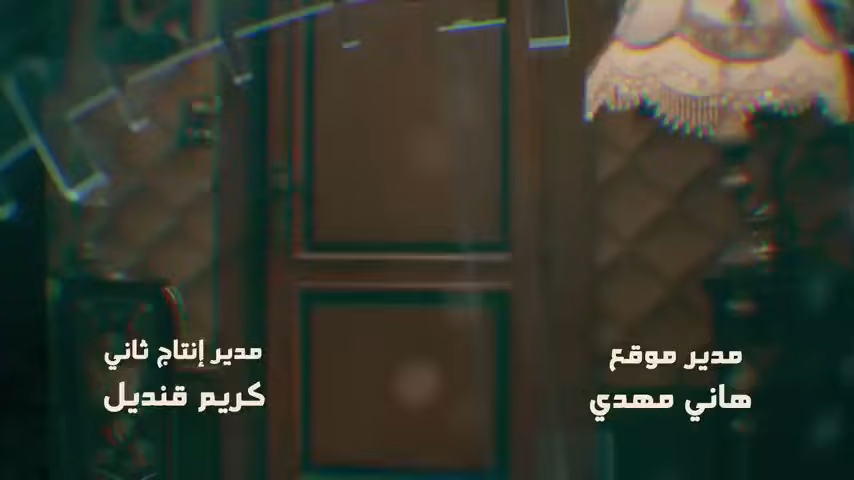 مدير موقع
هاني مهدي
مدير إنتاج ثاني
كريم قنديل